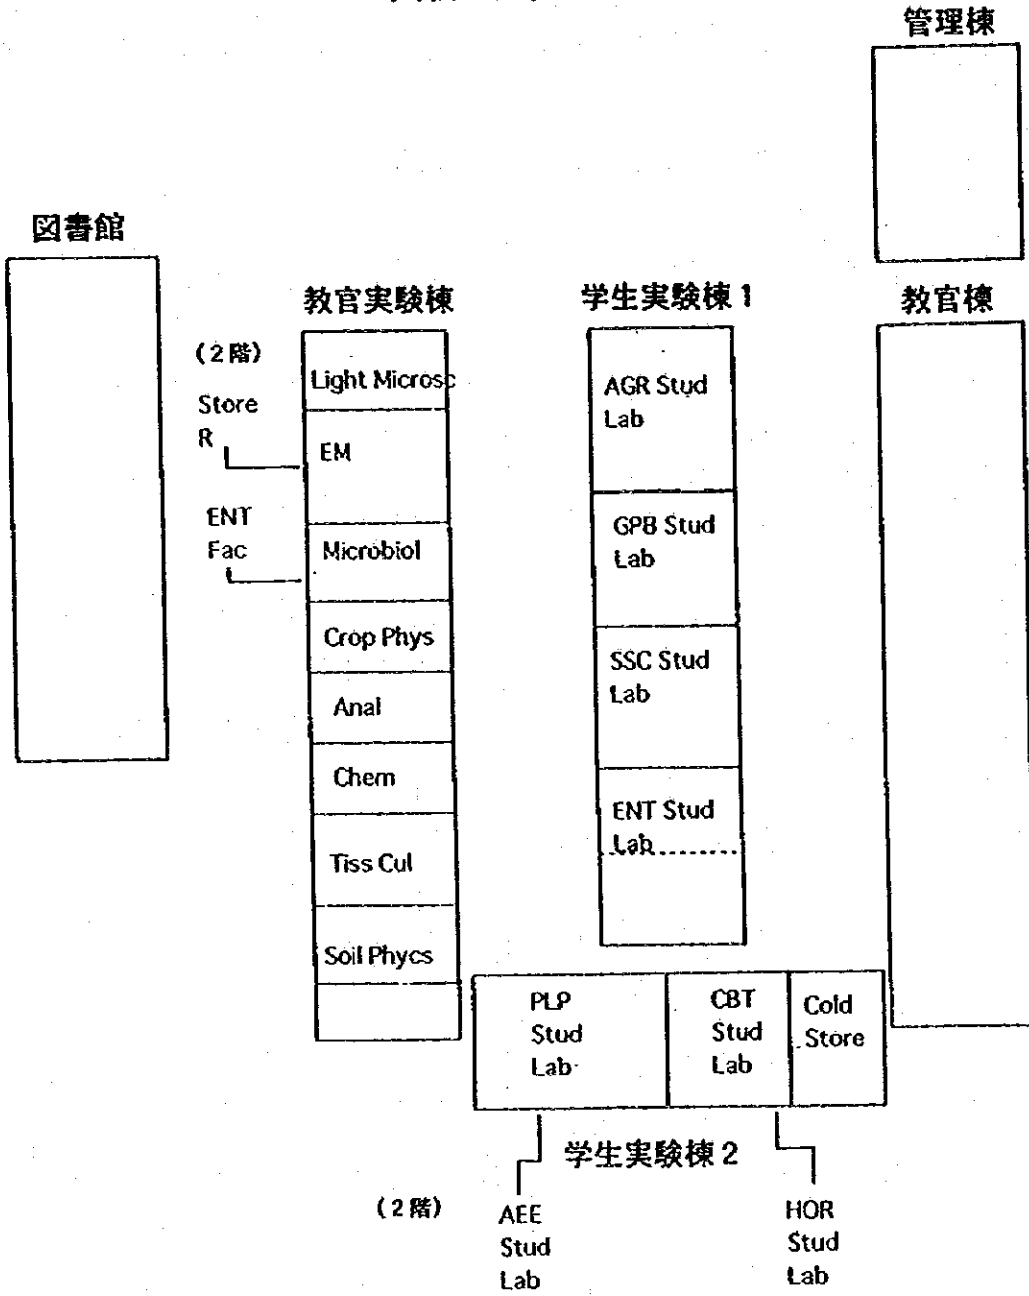 管理棟
図書館
教官実験棟
学生実験棟1
教官棟
(2階)
Store
R
ENT
Fac
Light Microsc
EM
Microbiol
Crop Phys
Anal
Chem
Tiss Cul
Soil Phycs
AGR Stud
Lab
GPB Stud
Lab
SSC Stud
Lab
ENT Stud
Lab
PLP
Stud
Lab
CBT
Stud
Lab
Cold
Store
学生実験棟2
(2階)
AEE
Stud
Lab
HOR
Stud
Lab